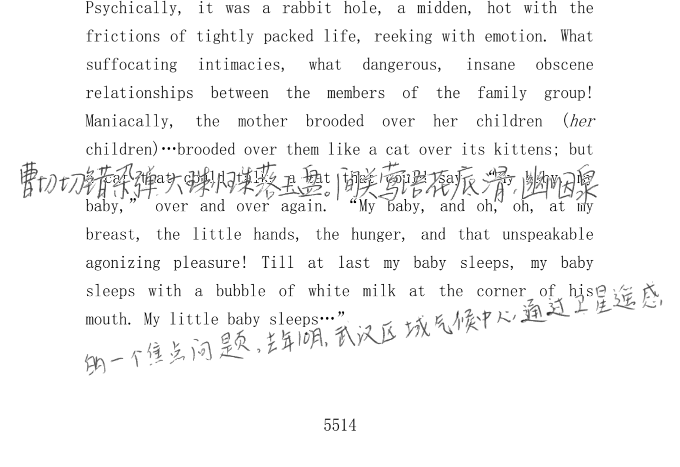 Psychically, it was a rabbit hole, a midden, hot with the
frictions of tightly packed life, reeking with emotion. What
suffocating intimacies, what dangerous, insane obscene
relationships between the members of the family group!
Maniacally, the mother brooded over her children (her
children)…brooded over them like a cat over its kittens; but
cat that could say,
曹切切错杂弹大珠小珠落玉盘。间关莺语花底滑,幽咽泉
baby,” over and over again. “My baby, and oh, oh, at my
breast, the little hands, the hunger, and that unspeakable
agonizing pleasure! Till at last my baby sleeps, my baby
sleeps with a bubble of white milk at the corner of his
mouth. My little baby sleeps…”
的一个焦点问题。去年10月,武汉区域气候中心,通过卫星遥感,
5514